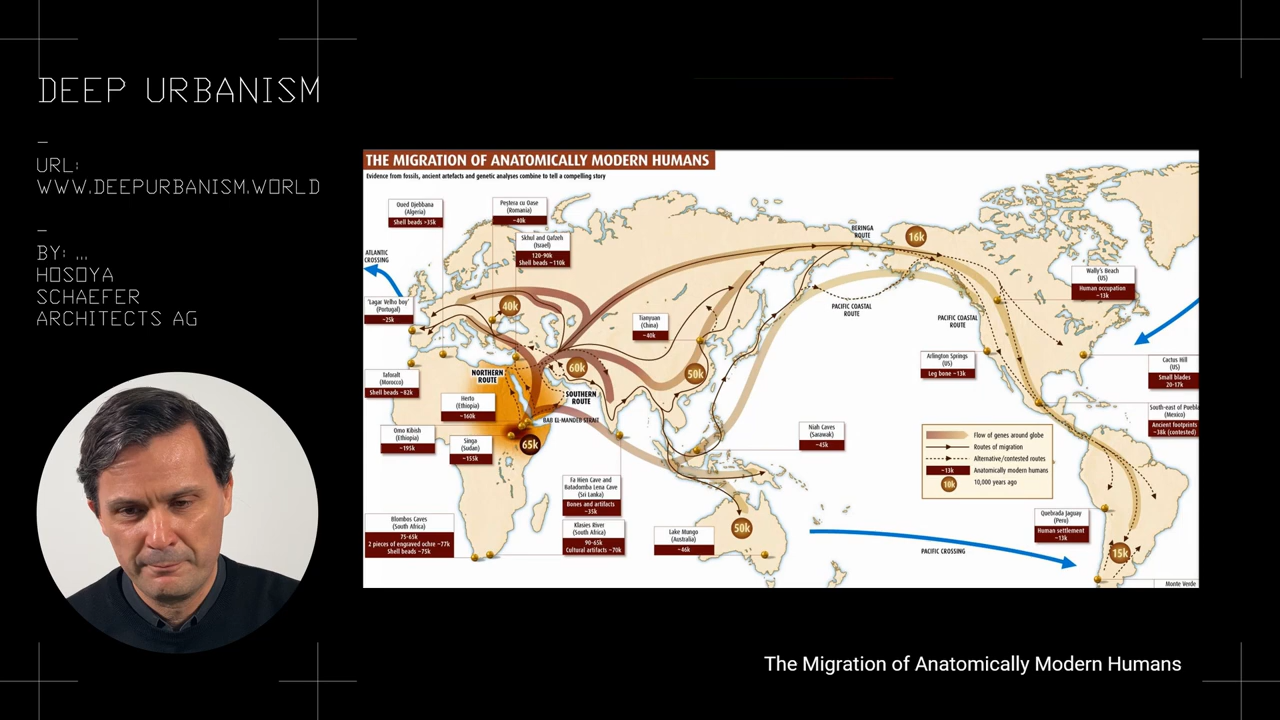 DEEP URBANISM
–
URL:
WWW.DEEPURBANISM.WORLD
–
BY: ...
HOSOYA
SCHAEFER
ARCHITECTS AG
THE MIGRATION OF ANATOMICALLY MODERN HUMANS
Evidence from fossils, ancient artefacts and genetic analyses combine to tell a compelling story
Oued Djebbana
(Algeria)
Shell beads >35k
Peştera cu Oase
(Romania)
~40k
Skhul and Qafzeh
(Israel)
120-90k
Shell beads ~110k
ATLANTIC
CROSSING
'Lagar Velho boy'
(Portugal)
~25k
40k
Tianyuan
(China)
~40k
BERINGA
ROUTE
16k
PACIFIC COASTAL
ROUTE
PACIFIC COASTAL
ROUTE
Wally's Beach
(US)
Human occupation
~13k
Taforalt
(Morocco)
Shell beads ~82k
NORTHERN
ROUTE
60k
50k
SOUTHERN
ROUTE
Arlington Springs
(US)
Leg bone ~13k
Cactus Hill
(US)
Small blades
20-17k
Herto
(Ethiopia)
~160k
BAB EL MANDEB STRAIT
South-east of Puebla
(Mexico)
Ancient footprints
~38k (contested)
Omo Kibish
(Ethiopia)
~195k
Singa
(Sudan)
~155k
65k
Niah Caves
(Sarawak)
~45k
Flow of genes around globe
Routes of migration
Alternative/contested routes
~13k
Anatomically modern humans
10k
10,000 years ago
Fa Hien Cave and
Batadomba Lena Cave
(Sri Lanka)
Bones and artifacts
~35k
Blombos Caves
(South Africa)
75-65k
2 pieces of engraved ochre ~77k
Shell beads ~75k
Klasies River
(South Africa)
90-65k
Cultural artifacts ~70k
Lake Mungo
(Australia)
~46k
50k
Quebrada Jaguay
(Peru)
Human settlement
~13k
PACIFIC CROSSING
15k
Monte Verde
The Migration of Anatomically Modern Humans